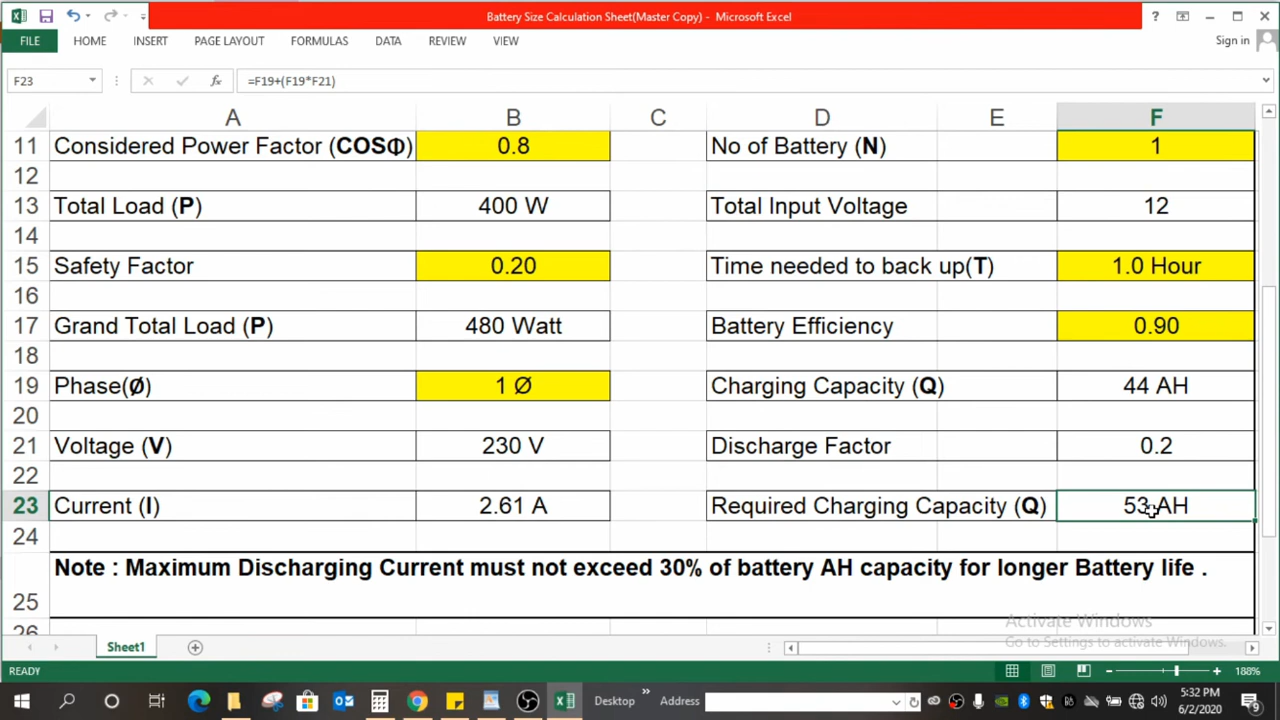 Battery Size Calculation Sheet(Master Copy) - Microsoft Excel
FILE HOME INSERT PAGE LAYOUT FORMULAS DATA REVIEW VIEW Sign in
F23 fx =F19+(F19*F21)
A B C D E F
11 Considered Power Factor (COSΦ) 0.8 No of Battery (N) 1
12
13 Total Load (P) 400 W Total Input Voltage 12
14
15 Safety Factor 0.20 Time needed to back up(T) 1.0 Hour
16
17 Grand Total Load (P) 480 Watt Battery Efficiency 0.90
18
19 Phase(Ø) 1 Ø Charging Capacity (Q) 44 AH
20
21 Voltage (V) 230 V Discharge Factor 0.2
22
23 Current (I) 2.61 A Required Charging Capacity (Q) 53 AH
24
Note : Maximum Discharging Current must not exceed 30% of battery AH capacity for longer Battery life .
25
26
Activate Windows
Go to Settings to activate Windows.
Sheet1
READY 188%
Desktop Address 5:32 PM
6/2/2020